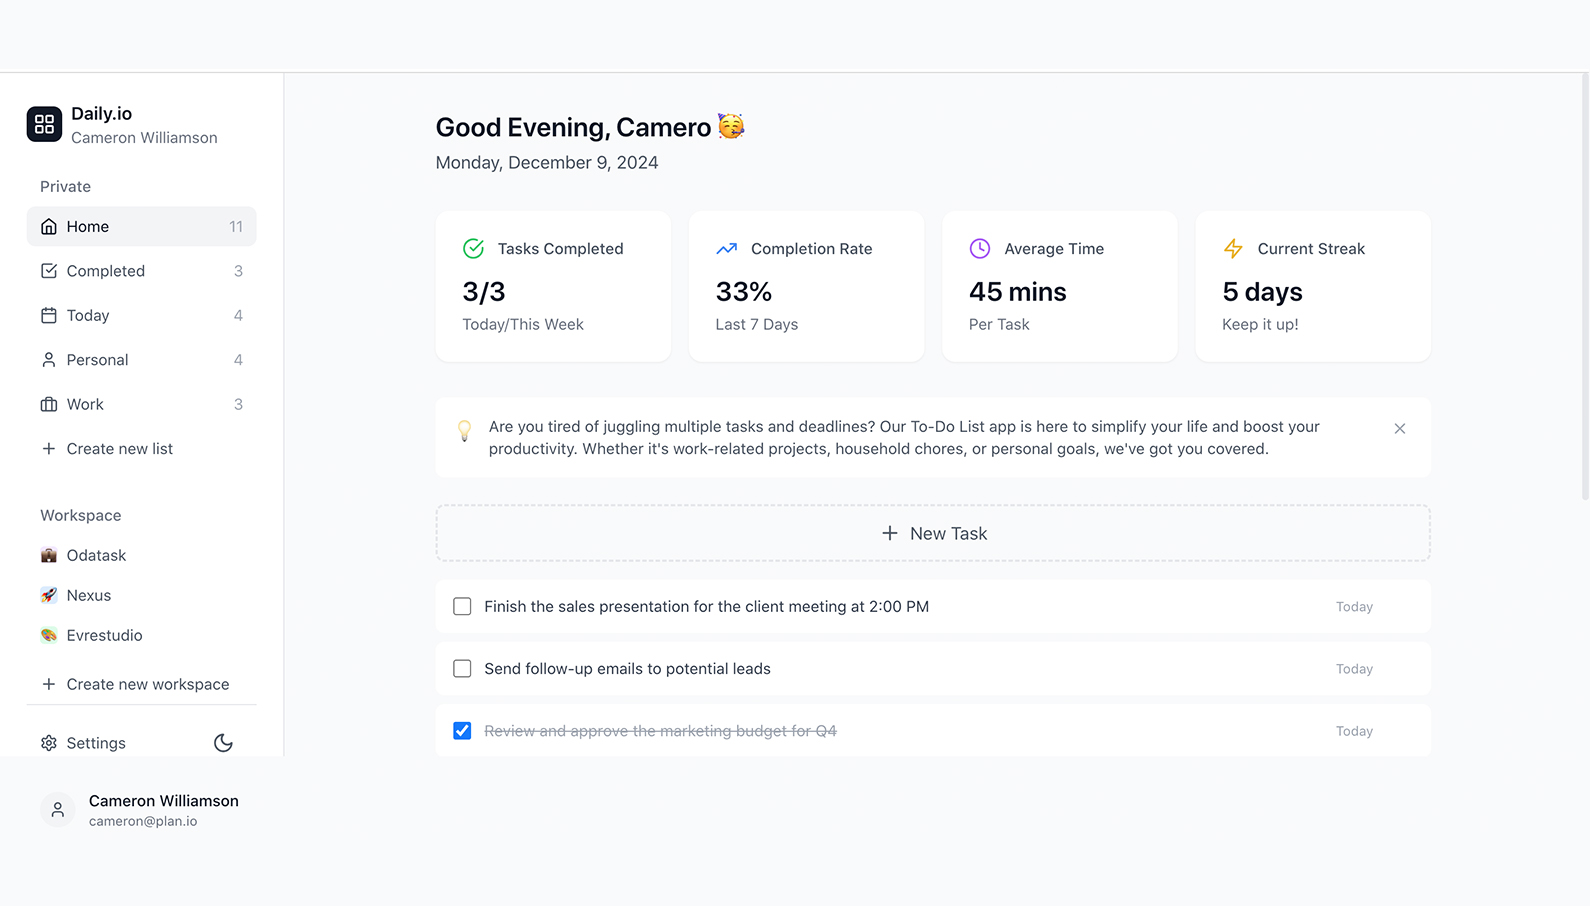 Daily.io
Cameron Williamson
Private
Home 11
Completed 3
Today 4
Personal 4
Work 3
Create new list
Workspace
Odatask
Nexus
Evrestudio
Create new workspace
Settings
Cameron Williamson
cameron@plan.io
Good Evening, Camero 🥳
Monday, December 9, 2024
Tasks Completed
3/3
Today/This Week
Completion Rate
33%
Last 7 Days
Average Time
45 mins
Per Task
Current Streak
5 days
Keep it up!
Are you tired of juggling multiple tasks and deadlines? Our To-Do List app is here to simplify your life and boost your
productivity. Whether it's work-related projects, household chores, or personal goals, we've got you covered.
New Task
Finish the sales presentation for the client meeting at 2:00 PM Today
Send follow-up emails to potential leads Today
Review and approve the marketing budget for Q4 Today